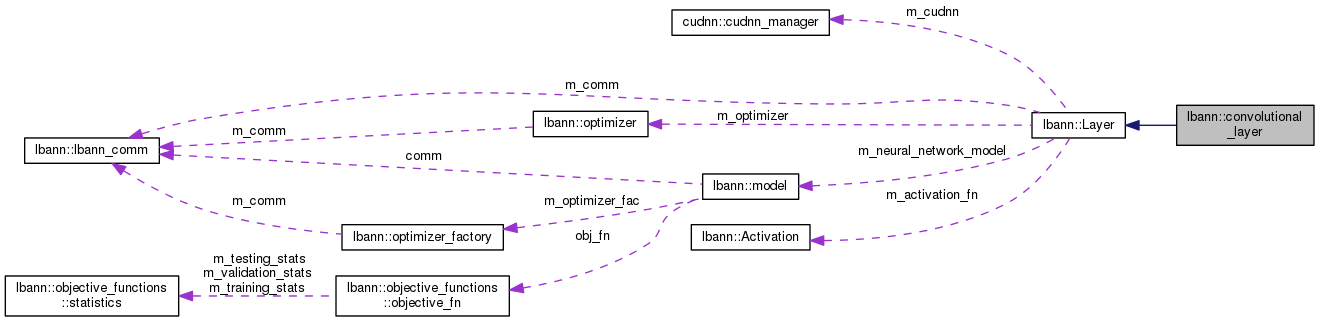 cudnn::cudnn_manager
m_cudnn
m_comm
lbann::optimizer
m_optimizer
lbann::Layer
lbann::convolutional
_layer
m_comm
lbann::lbann_comm
comm
m_neural_network_model
lbann::model
m_activation_fn
m_comm
m_optimizer_fac
lbann::optimizer_factory
obj_fn
lbann::Activation
m_testing_stats
m_validation_stats
m_training_stats
lbann::objective_functions
::statistics
lbann::objective_functions
::objective_fn